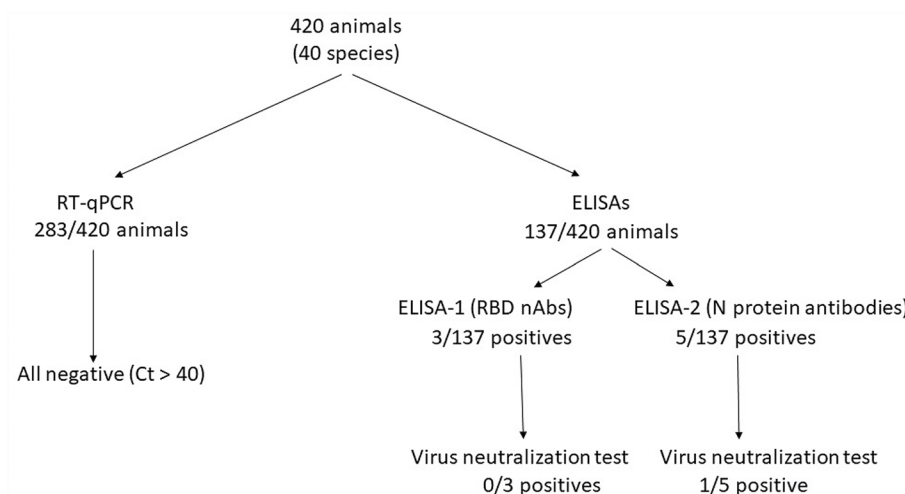 420 animals
(40 species)
RT-qPCR
283/420 animals
ELISAs
137/420 animals
ELISA-1 (RBD nAbs)
3/137 positives
ELISA-2 (N protein antibodies)
5/137 positives
All negative (Ct > 40)
Virus neutralization test
0/3 positives
Virus neutralization test
1/5 positive